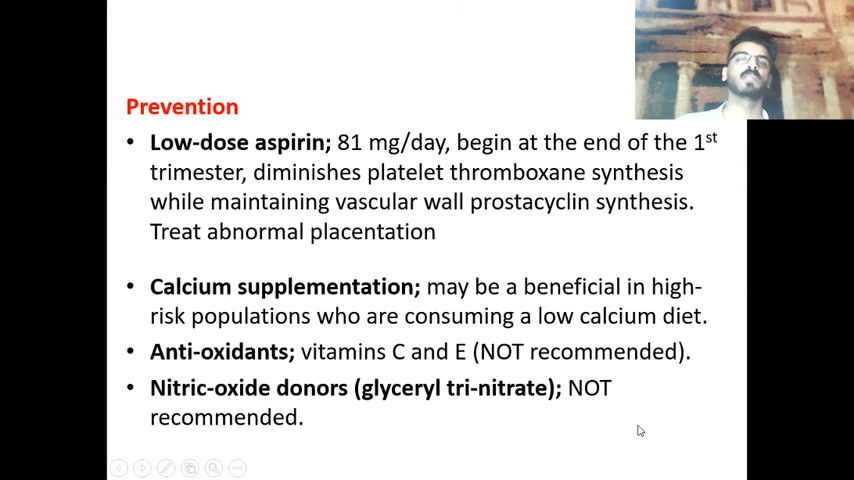 Prevention
• Low-dose aspirin; 81 mg/day, begin at the end of the 1st
trimester, diminishes platelet thromboxane synthesis
while maintaining vascular wall prostacyclin synthesis.
Treat abnormal placentation
• Calcium supplementation; may be a beneficial in high-
risk populations who are consuming a low calcium diet.
• Anti-oxidants; vitamins C and E (NOT recommended).
• Nitric-oxide donors (glyceryl tri-nitrate); NOT
recommended.